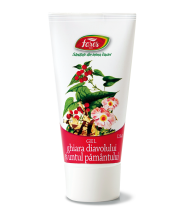 fares
GEL
ghiara diavolului
untul pământului